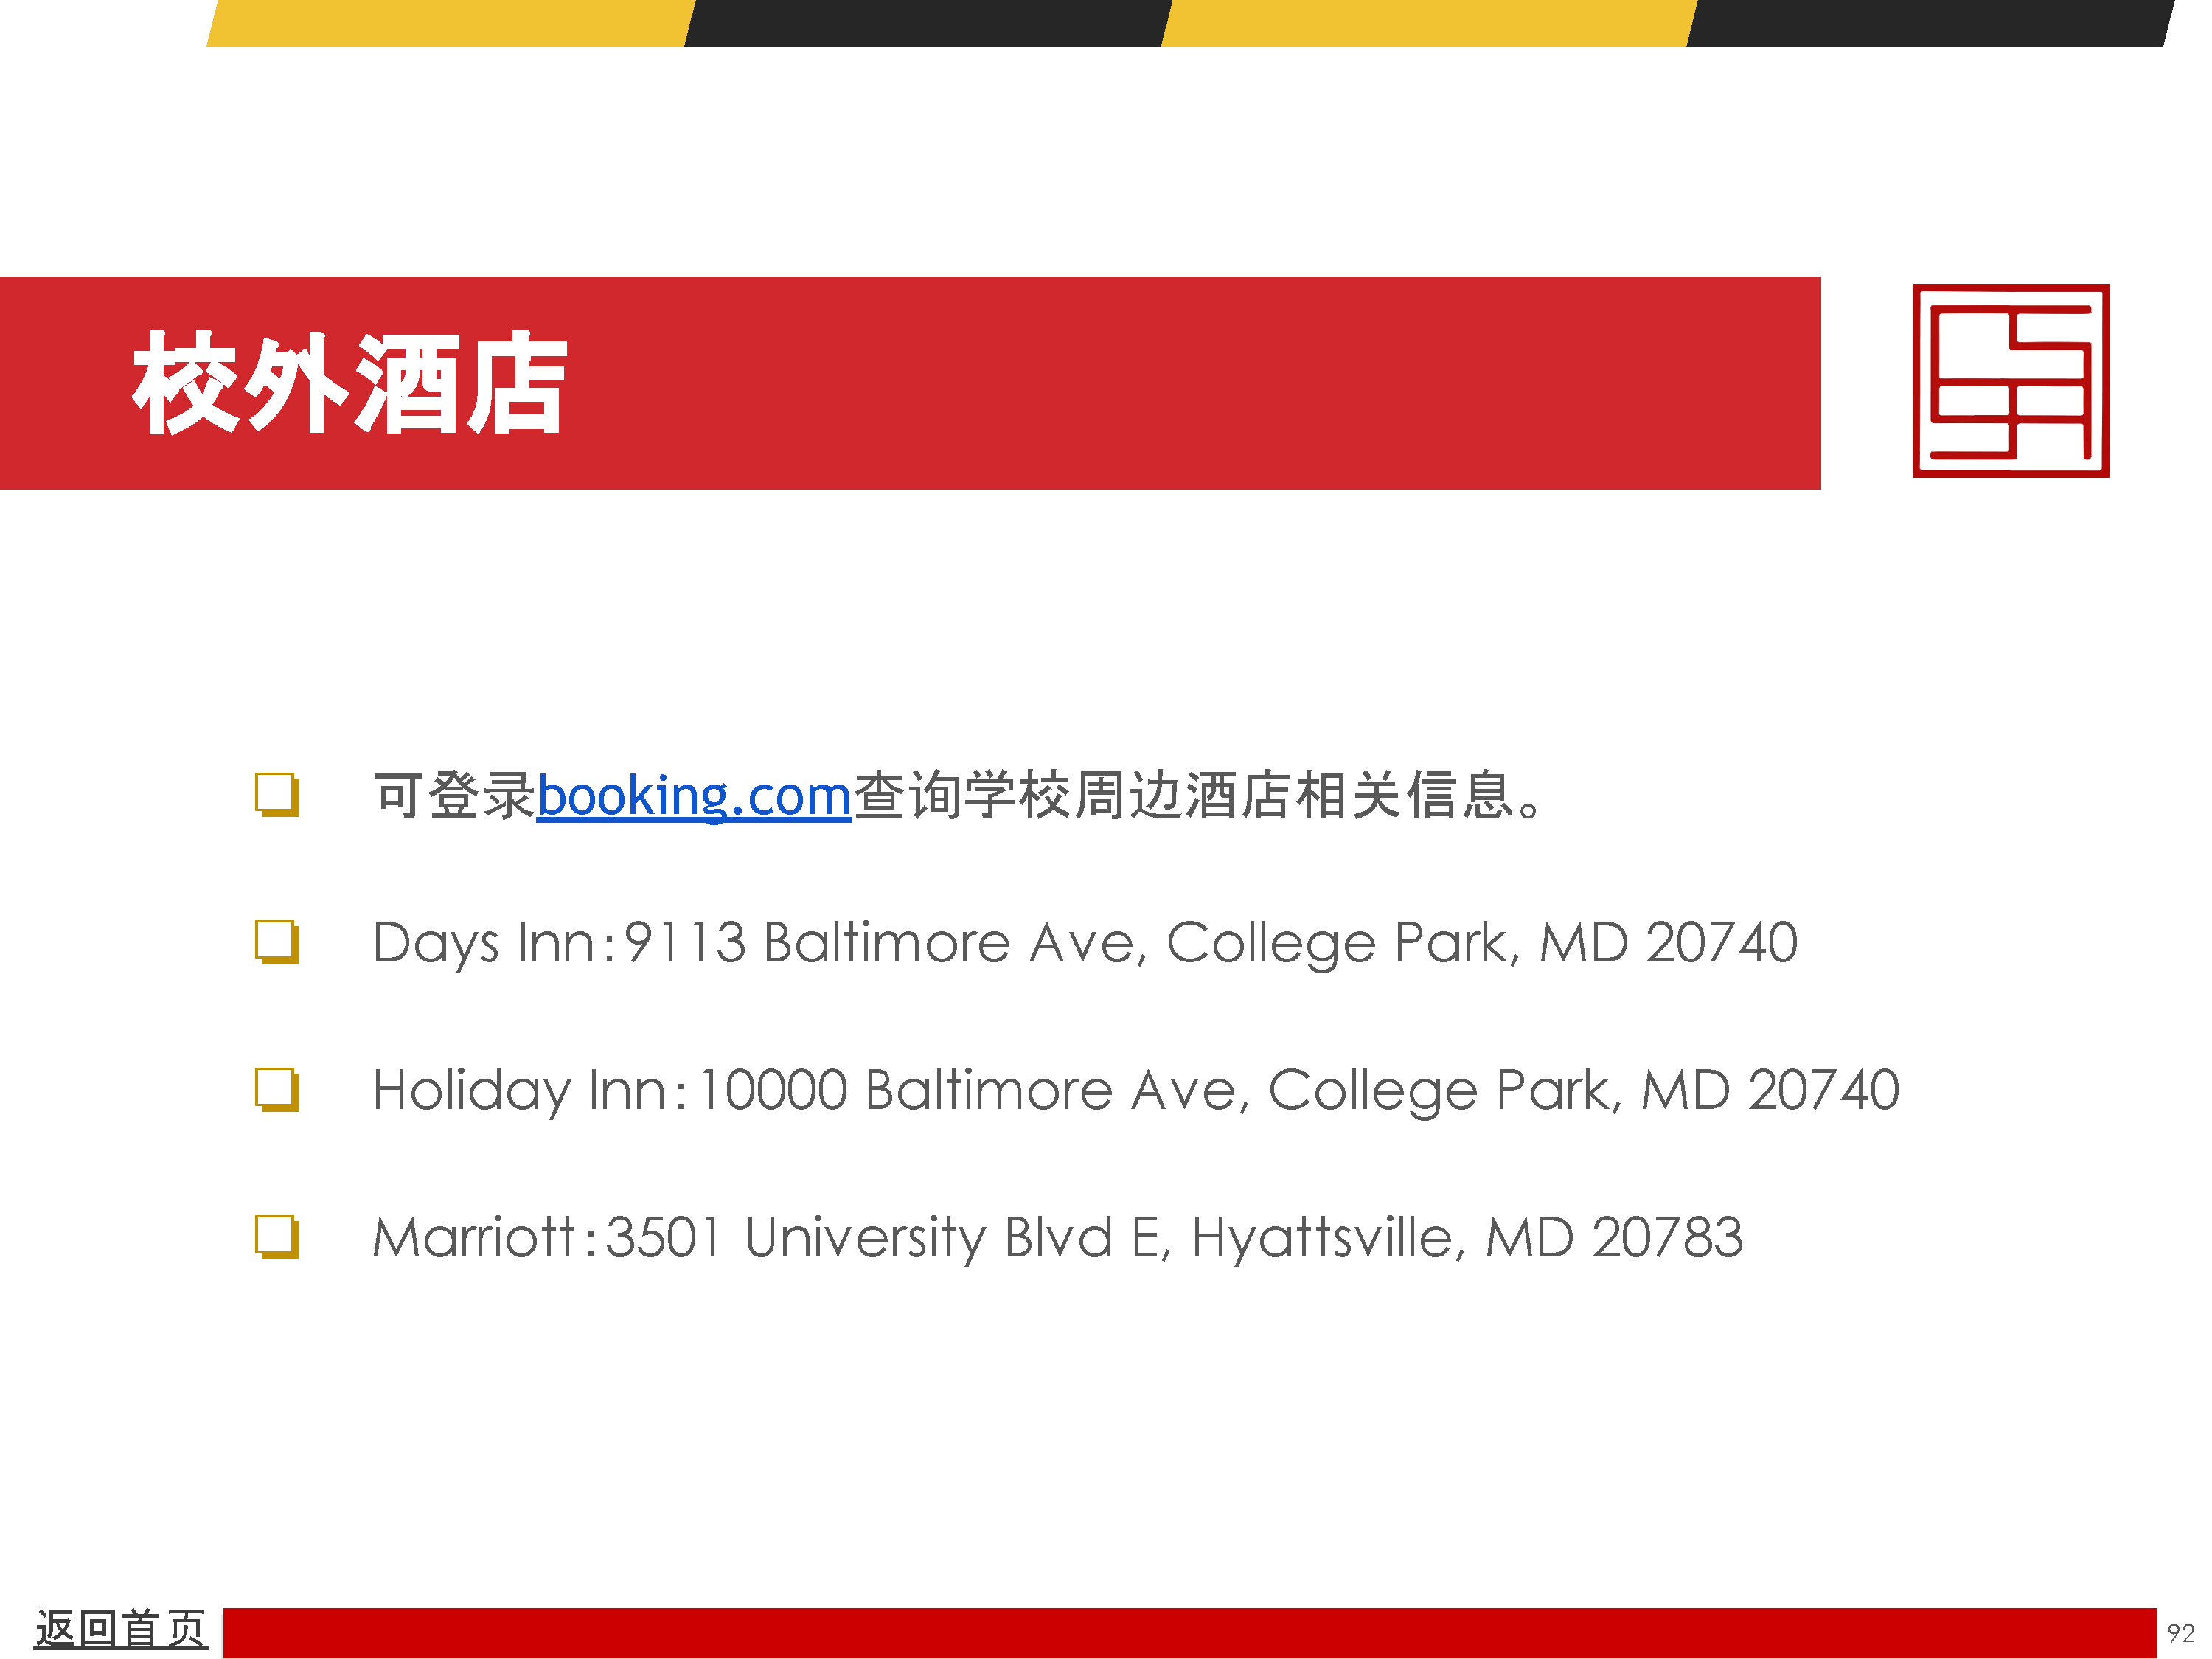 校外酒店
可登录booking.com查询学校周边酒店相关信息。
Days Inn:9113 Baltimore Ave, College Park, MD 20740
Holiday Inn:10000 Baltimore Ave, College Park, MD 20740
Marriott:3501 University Blvd E, Hyattsville, MD 20783
返回首页
92